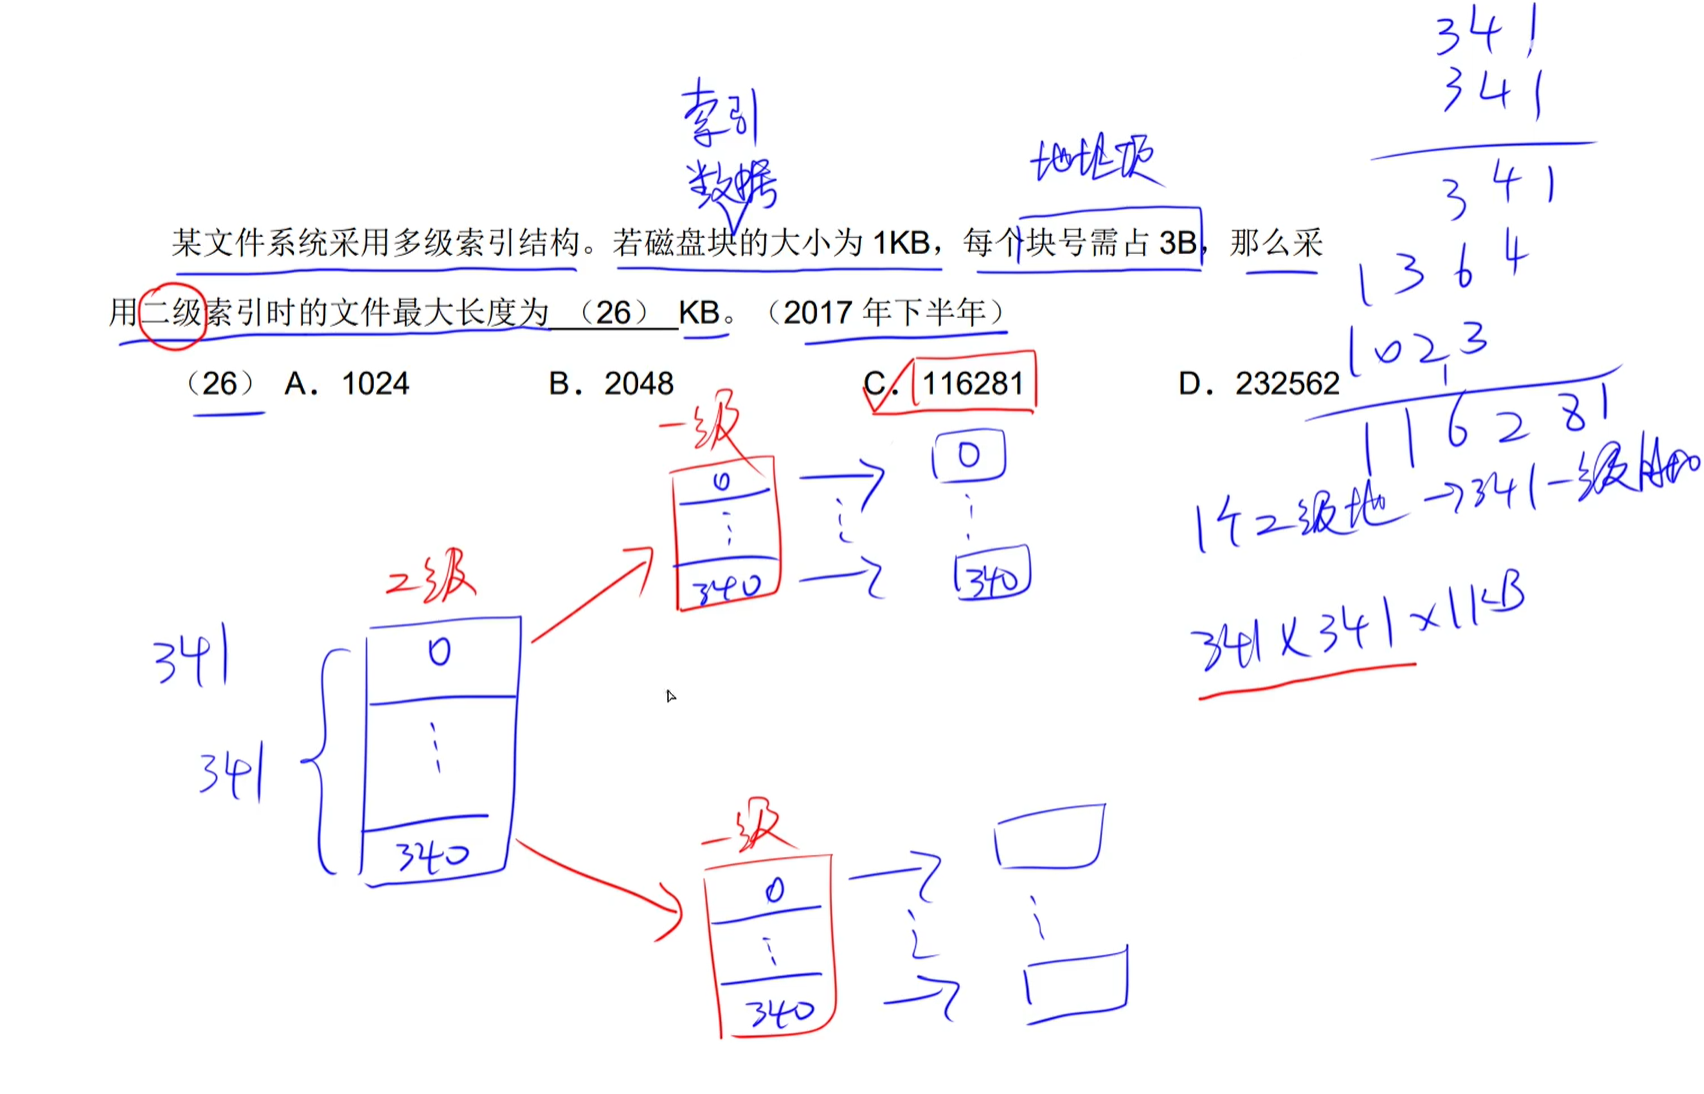 341
341
341
1364
1023
1
116281
索引
数据
地址项
某文件系统采用多级索引结构。若磁盘块的大小为 1KB，每个块号需占 3B，那么采
用二级索引时的文件最大长度为 （26） KB。（2017 年下半年）
（26） A．1024 B．2048 C．116281 D．232562
一级
0
⋮
340
0
⋮
340
1个二级地 → 341一级
341×341×1KB
2级
341
341
0
⋮
340
一级
0
⋮
340